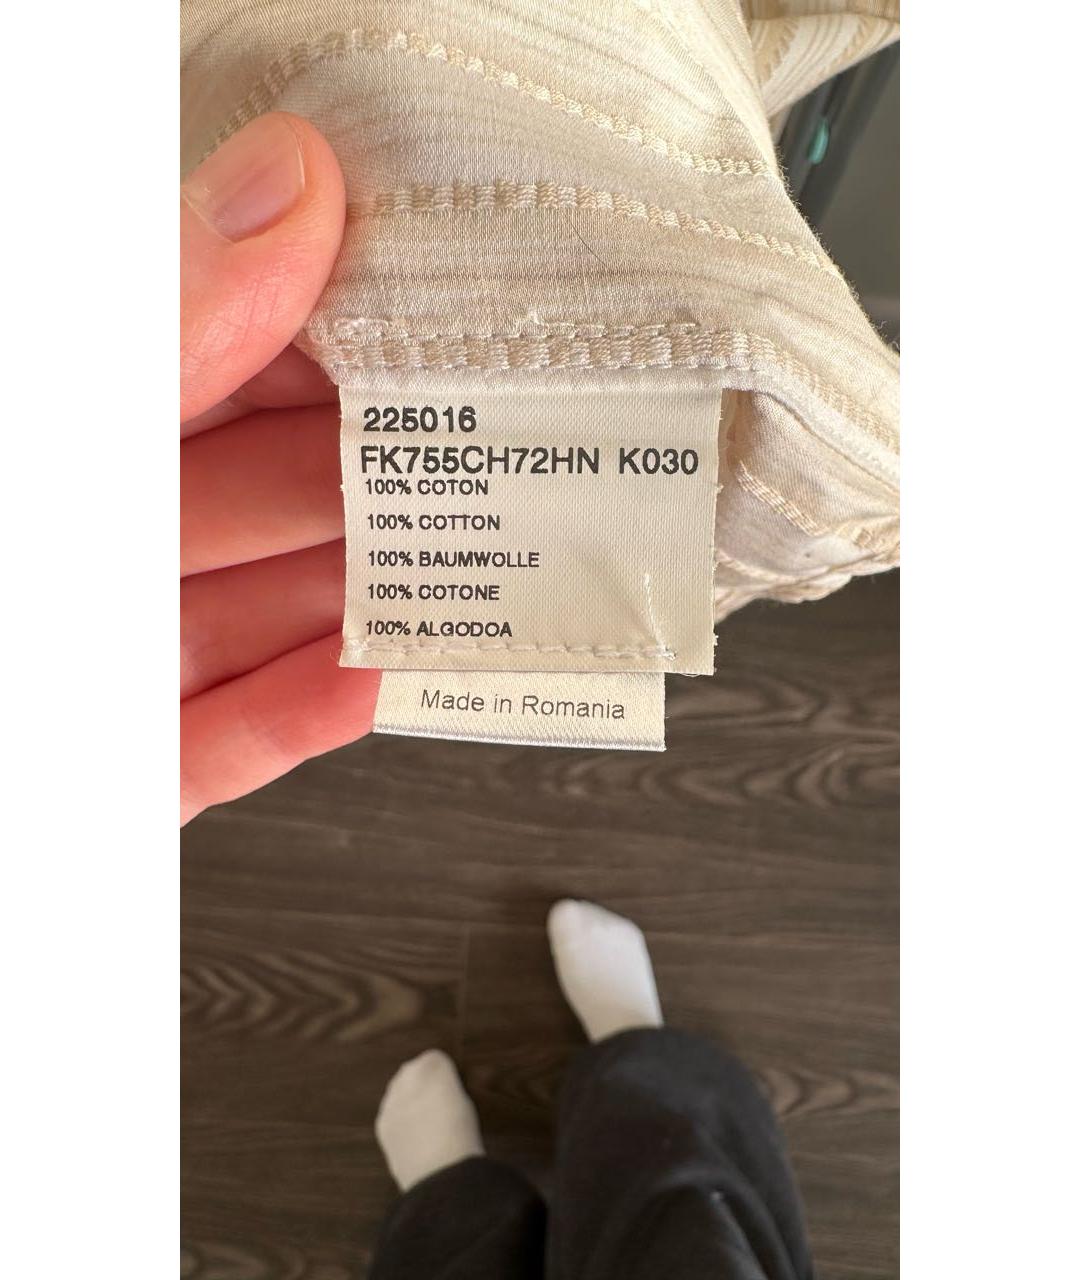 225016
FK755CH72HN K030
100% COTON
100% COTTON
100% BAUMWOLLE
100% COTONE
100% ALGODOA
Made in Romania